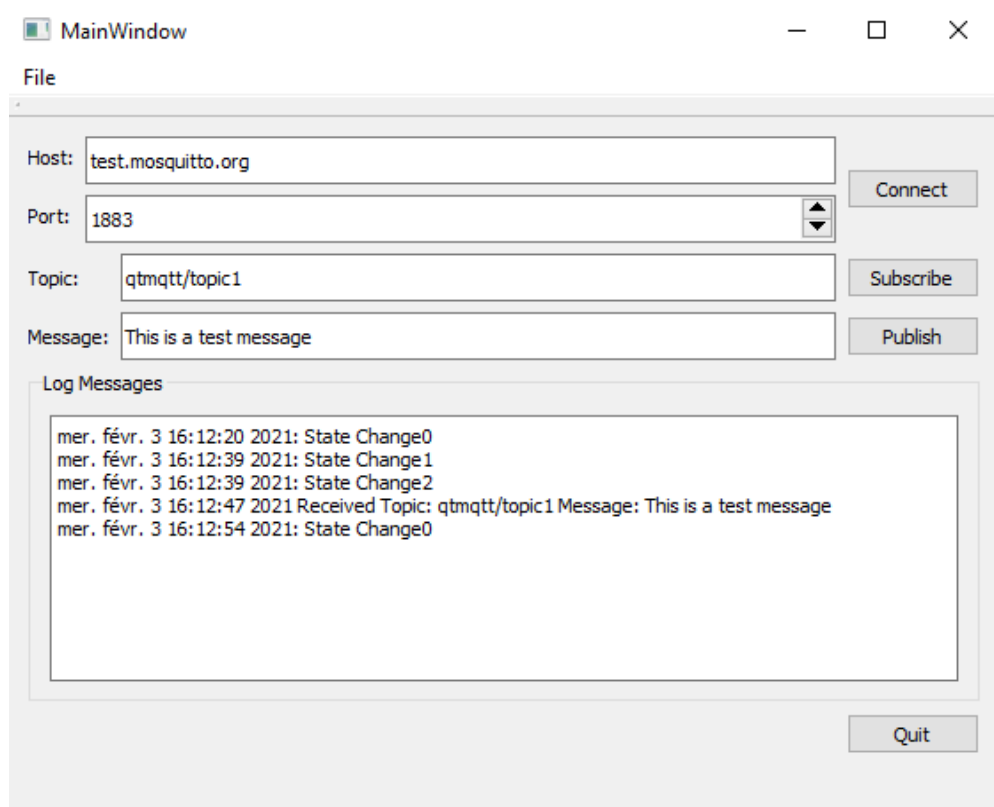 MainWindow
File
Host: test.mosquitto.org
Connect
Port: 1883
Topic: qtmqtt/topic1 Subscribe
Message: This is a test message Publish
Log Messages
mer. févr. 3 16:12:20 2021: State Change0
mer. févr. 3 16:12:39 2021: State Change1
mer. févr. 3 16:12:39 2021: State Change2
mer. févr. 3 16:12:47 2021 Received Topic: qtmqtt/topic1 Message: This is a test message
mer. févr. 3 16:12:54 2021: State Change0
Quit